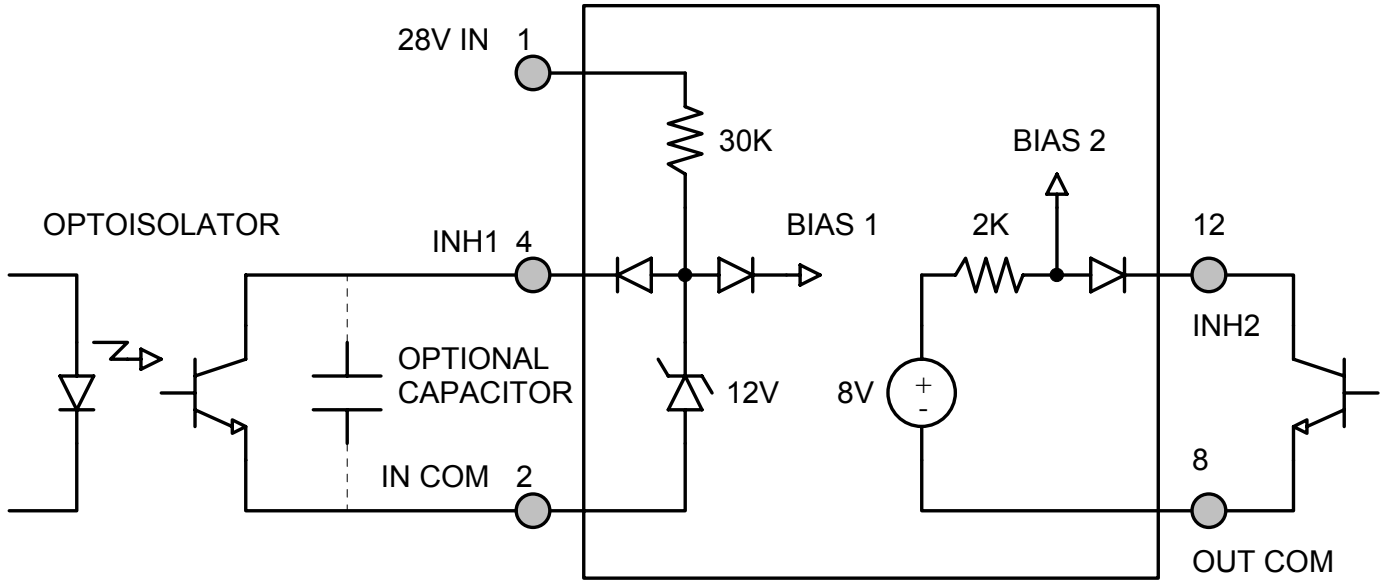 28V IN 1
30K
BIAS 2
OPTOISOLATOR
INH1 4
BIAS 1
2K
12
INH2
OPTIONAL
CAPACITOR
12V
8V
+
-
IN COM 2
8
OUT COM